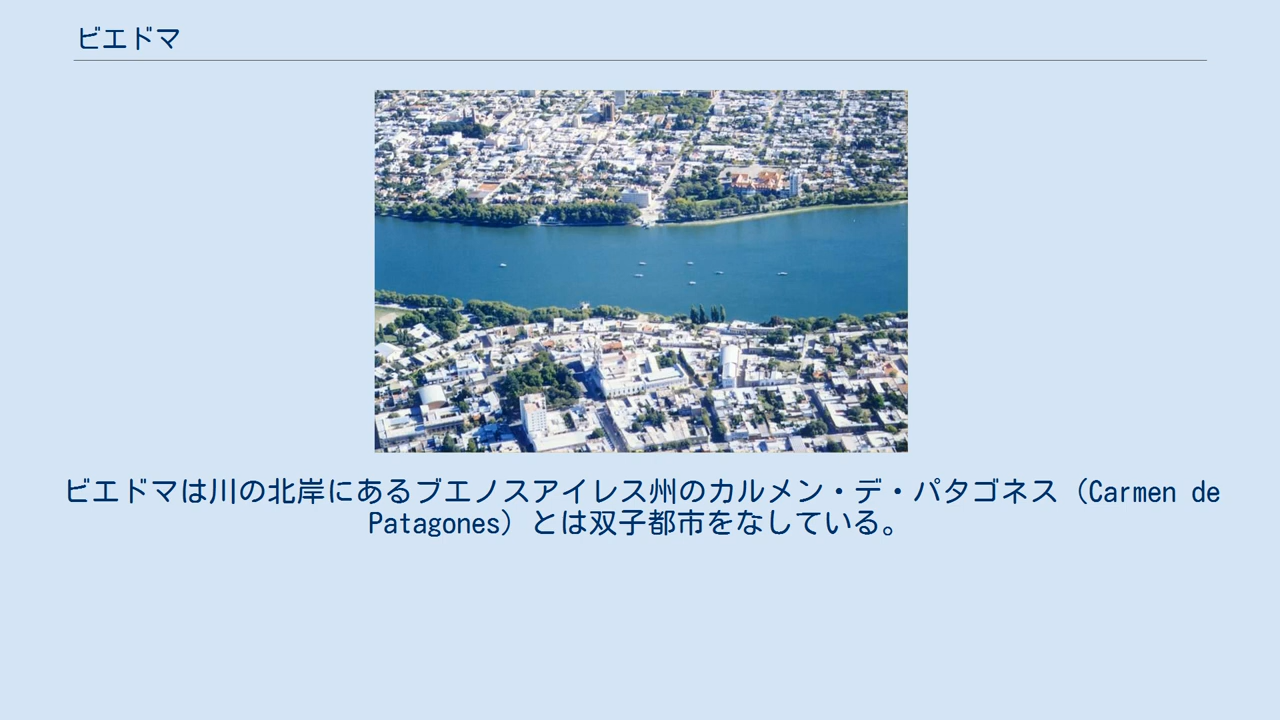 ビエドマ
ビエドマは川の北岸にあるブエノスアイレス州のカルメン・デ・パタゴネス（Carmen de
Patagones）とは双子都市をなしている。